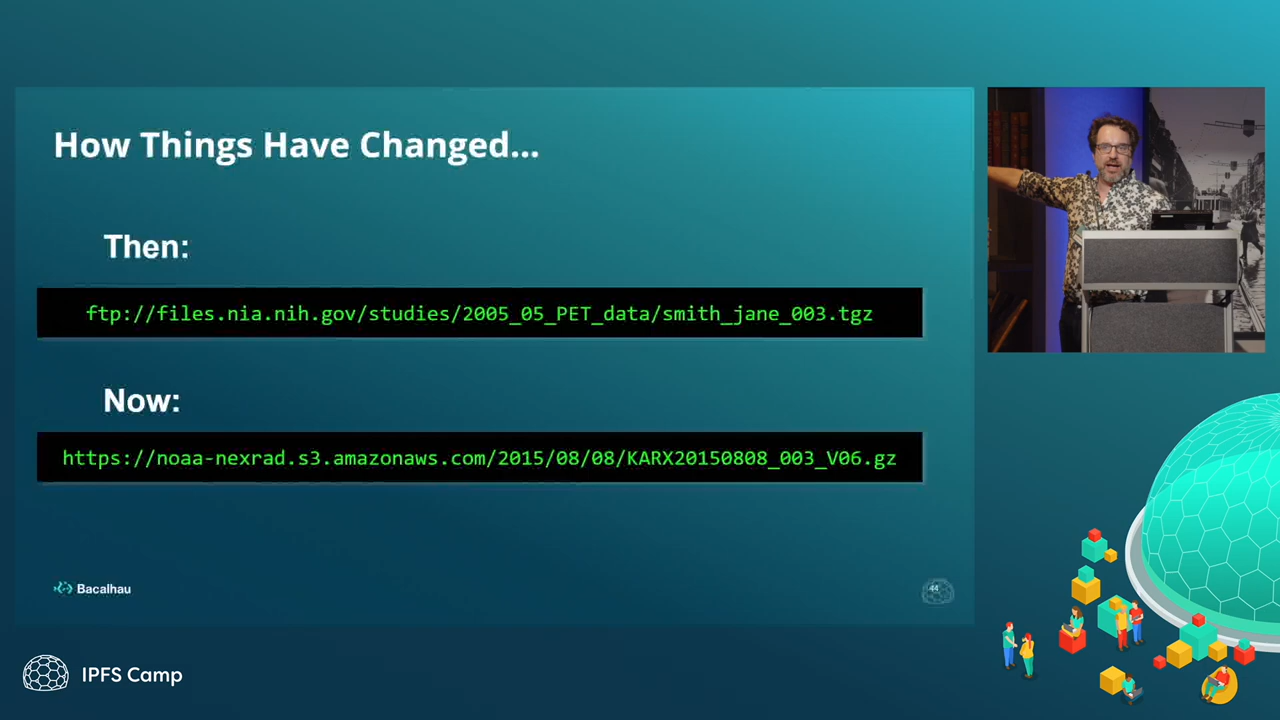 How Things Have Changed...
Then:
ftp://files.nia.nih.gov/studies/2005_05_PET_data/smith_jane_003.tgz
Now:
https://noaa-nexrad.s3.amazonaws.com/2015/08/08/KARX20150808_003_V06.gz
Bacalhau
44
IPFS Camp